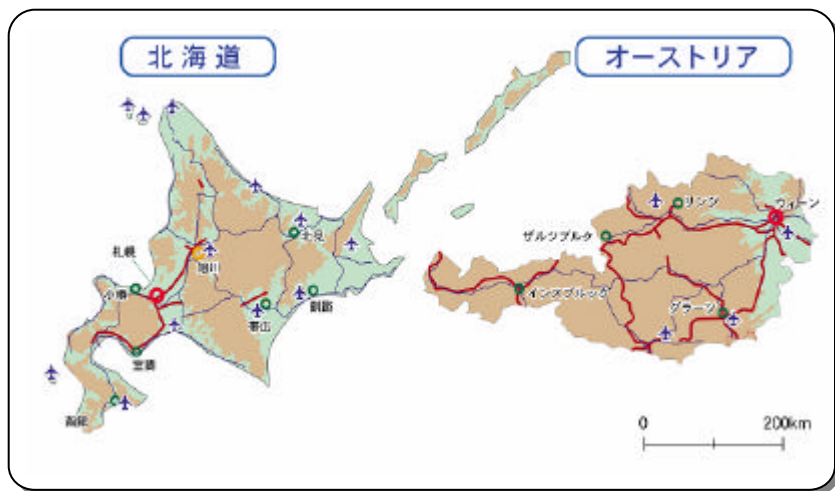 北海道
オーストリア
札幌
小樽
旭川
北見
帯広
釧路
室蘭
函館
リンツ
ウィーン
ザルツブルク
インスブルック
グラーツ
0
200km